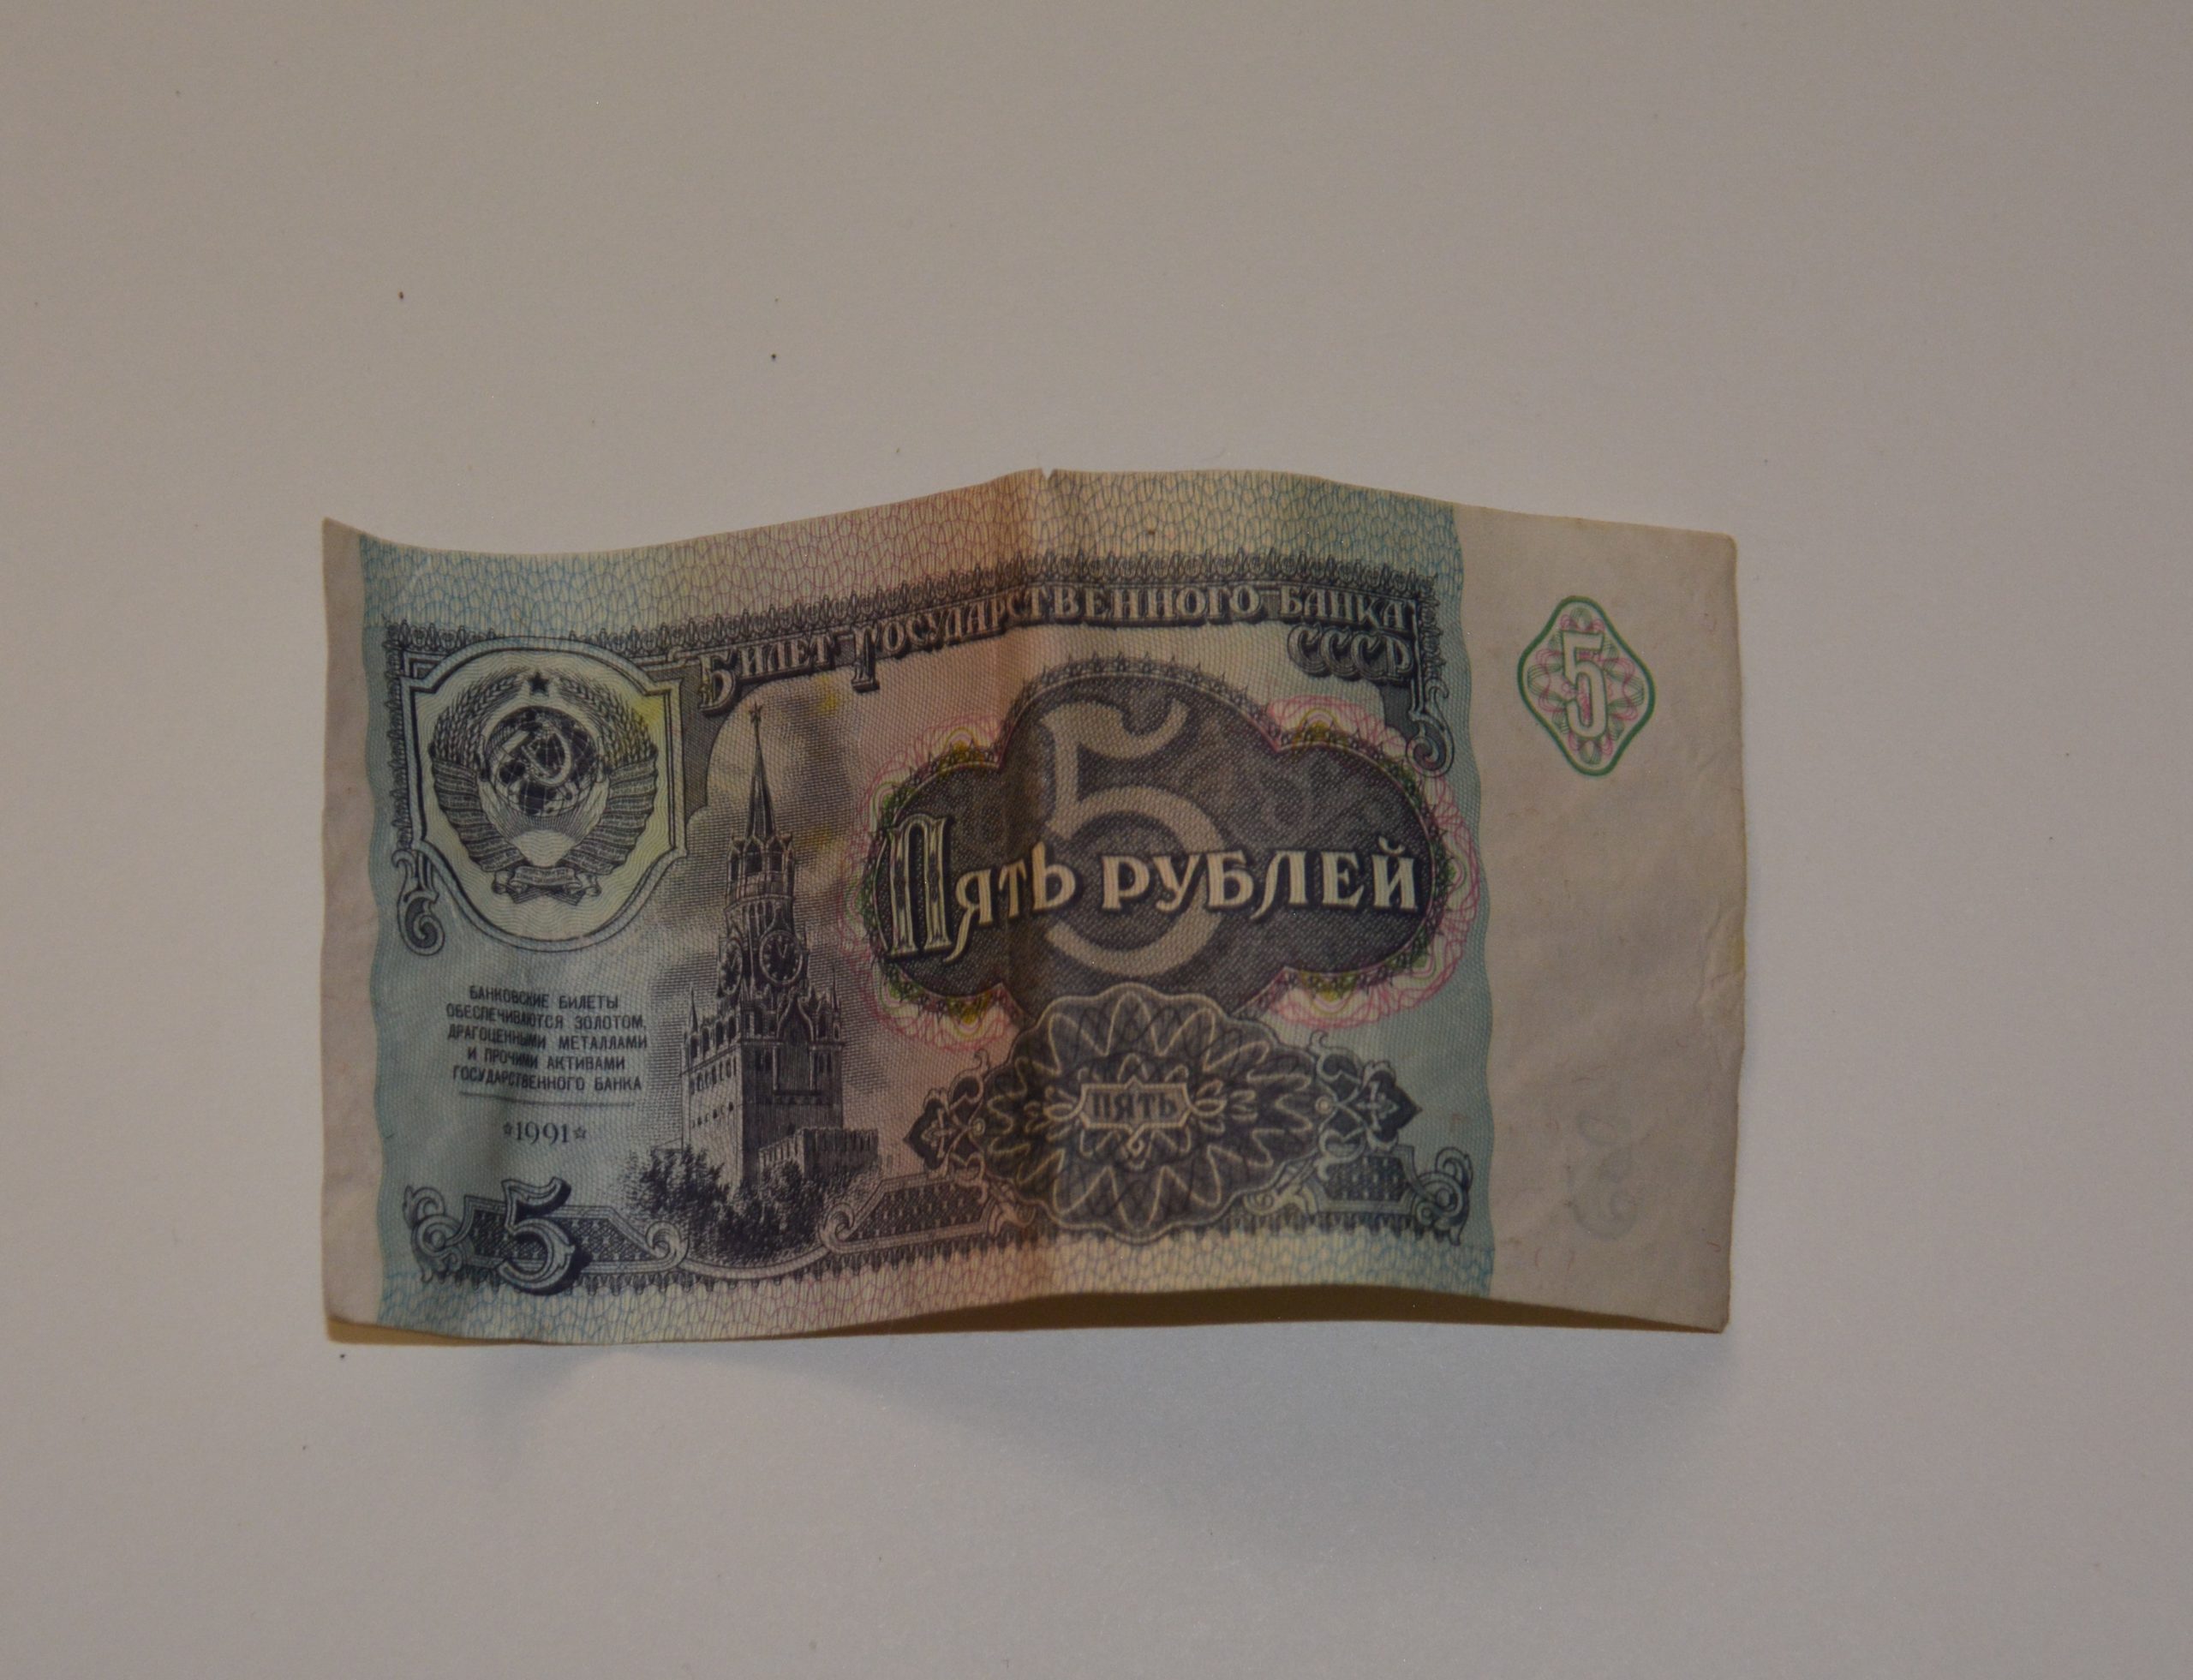 Билет Государственного Банка
СССР
5
5
Пять рублей
БАНКОВСКИЕ БИЛЕТЫ
ОБЕСПЕЧИВАЮТСЯ ЗОЛОТОМ,
ДРАГОЦЕННЫМИ МЕТАЛЛАМИ
И ПРОЧИМИ АКТИВАМИ
ГОСУДАРСТВЕННОГО БАНКА
*1991*
ПЯТЬ
5